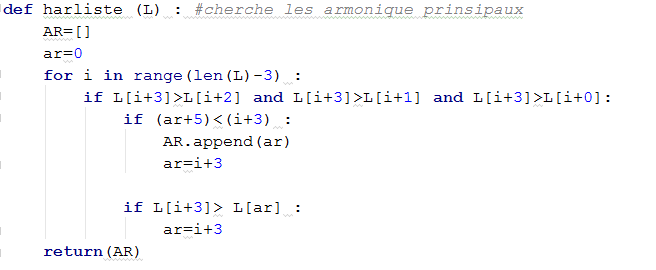 def harliste (L) : #cherche les armonique prinsipaux
    AR=[]
    ar=0
    for i in range(len(L)-3) :
        if L[i+3]>L[i+2] and L[i+3]>L[i+1] and L[i+3]>L[i+0]:
            if (ar+5)<(i+3) :
                AR.append(ar)
                ar=i+3

            if L[i+3]> L[ar] :
                ar=i+3
    return(AR)